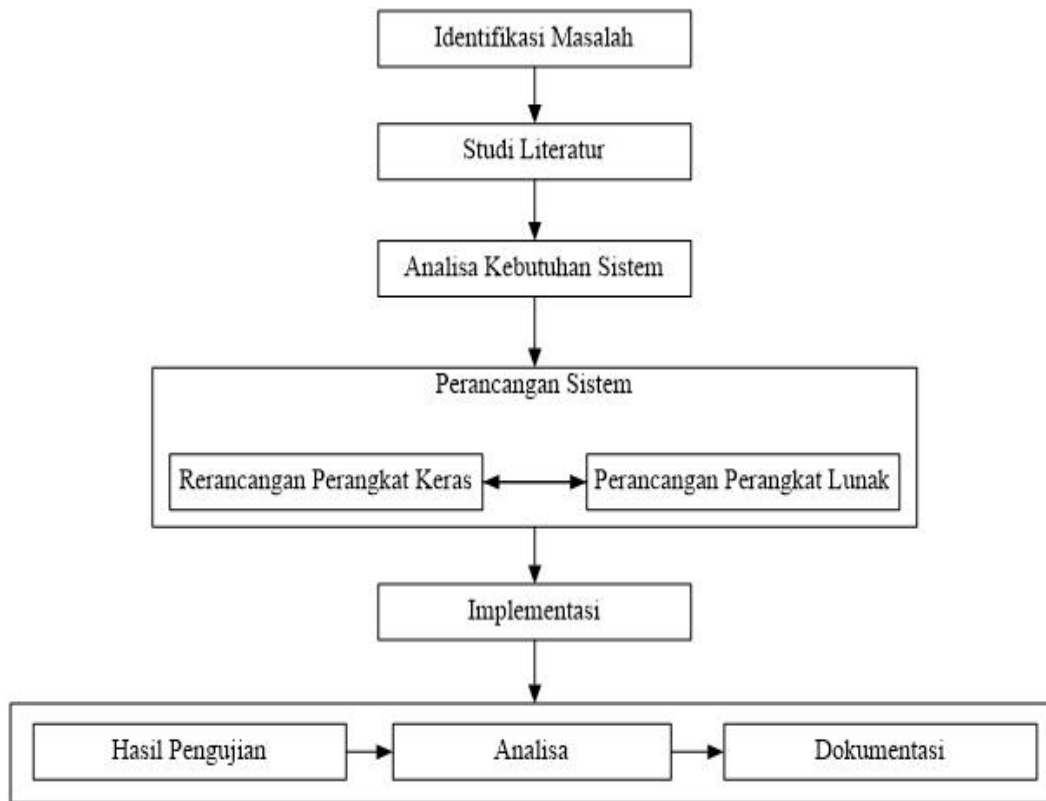 Identifikasi Masalah
Studi Literatur
Analisa Kebutuhan Sistem
Perancangan Sistem
Rerancangan Perangkat Keras
Perancangan Perangkat Lunak
Implementasi
Hasil Pengujian
Analisa
Dokumentasi